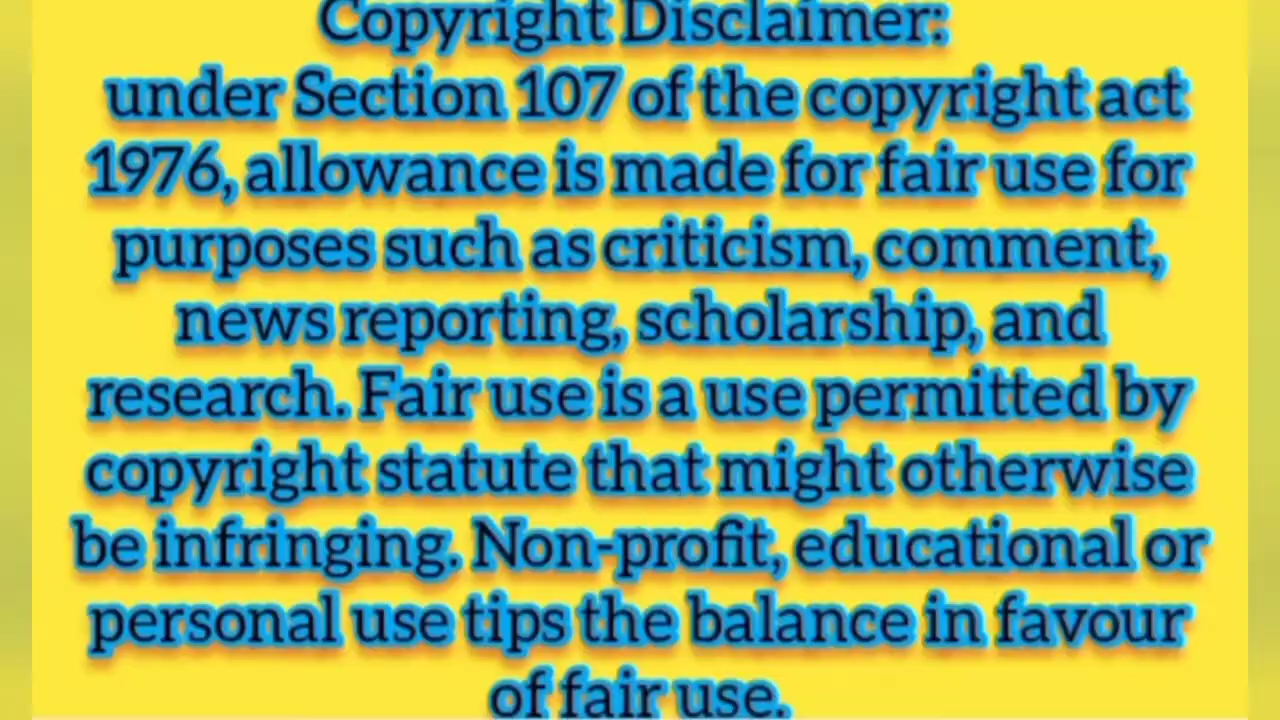 Copyright Disclaimer:
under Section 107 of the copyright act
1976, allowance is made for fair use for
purposes such as criticism, comment,
news reporting, scholarship, and
research. Fair use is a use permitted by
copyright statute that might otherwise
be infringing. Non-profit, educational or
personal use tips the balance in favour
of fair use.